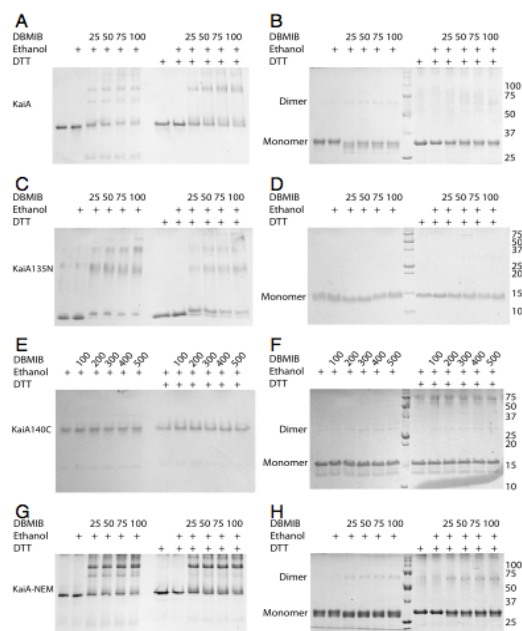 A
DBMIB 25 50 75 100
Ethanol + + + + + + + + + + +
DTT + + + + + +
KaiA
B
DBMIB 25 50 75 100 25 50 75 100
Ethanol + + + + + + + + + +
DTT + + + + + +
Dimer
Monomer
100
75
50
37
25
C
DBMIB 25 50 75 100 25 50 75 100
Ethanol + + + + + + + + + +
DTT + + + + + +
KaiA135N
D
DBMIB 25 50 75 100 25 50 75 100
Ethanol + + + + + + + + + +
DTT + + + + + +
Monomer
75
50
37
25
20
15
10
E
DBMIB 100 200 300 400 500 100 200 300 400 500
Ethanol + + + + + + + + + + + +
DTT + + + + + +
KaiA140C
F
DBMIB 100 200 300 400 500 100 200 300 400 500
Ethanol + + + + + + + + + + + +
DTT + + + + + +
Dimer
Monomer
75
50
37
25
20
15
10
G
DBMIB 25 50 75 100 25 50 75 100
Ethanol + + + + + + + + + +
DTT + + + + + +
KaiA-NEM
H
DBMIB 25 50 75 100 25 50 75 100
Ethanol + + + + + + + + + +
DTT + + + + + +
Dimer
Monomer
100
75
50
37
25